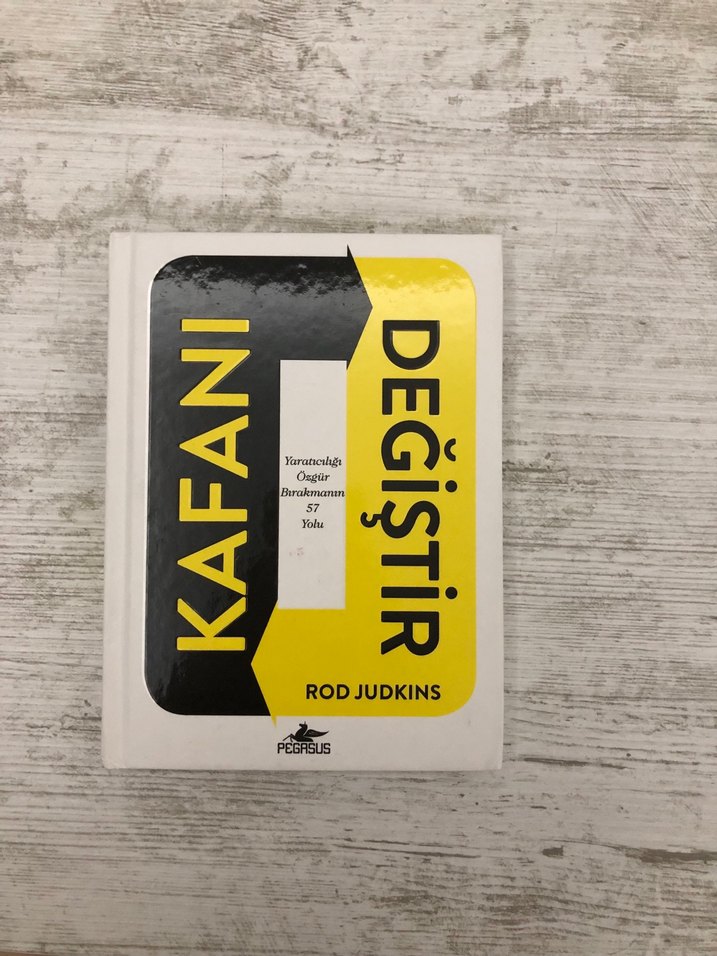 KAFANI
DEĞİŞTİR
Yaratıcılığı
Özgür
Bırakmanın
57
Yolu
ROD JUDKINS
PEGASUS